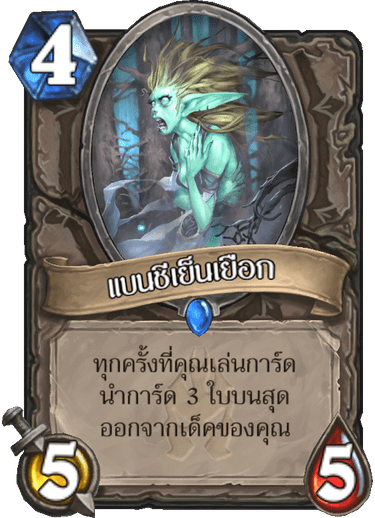 4
แบนชีเย็นเยือก
ทุกครั้งที่คุณเล่นการ์ด
นำการ์ด 3 ใบบนสุด
ออกจากเด็คของคุณ
5
5